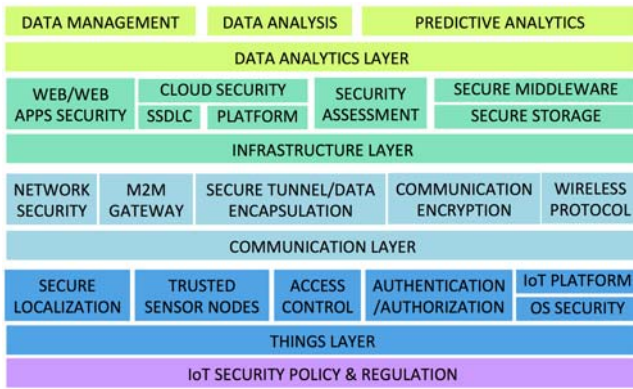 DATA MANAGEMENT
DATA ANALYSIS
PREDICTIVE ANALYTICS
DATA ANALYTICS LAYER
WEB/WEB
APPS SECURITY
CLOUD SECURITY
SSDLC
PLATFORM
SECURITY
ASSESSMENT
SECURE MIDDLEWARE
SECURE STORAGE
INFRASTRUCTURE LAYER
NETWORK
SECURITY
M2M
GATEWAY
SECURE TUNNEL/DATA
ENCAPSULATION
COMMUNICATION
ENCRYPTION
WIRELESS
PROTOCOL
COMMUNICATION LAYER
SECURE
LOCALIZATION
TRUSTED
SENSOR NODES
ACCESS
CONTROL
AUTHENTICATION
/AUTHORIZATION
IoT PLATFORM
OS SECURITY
THINGS LAYER
IoT SECURITY POLICY & REGULATION